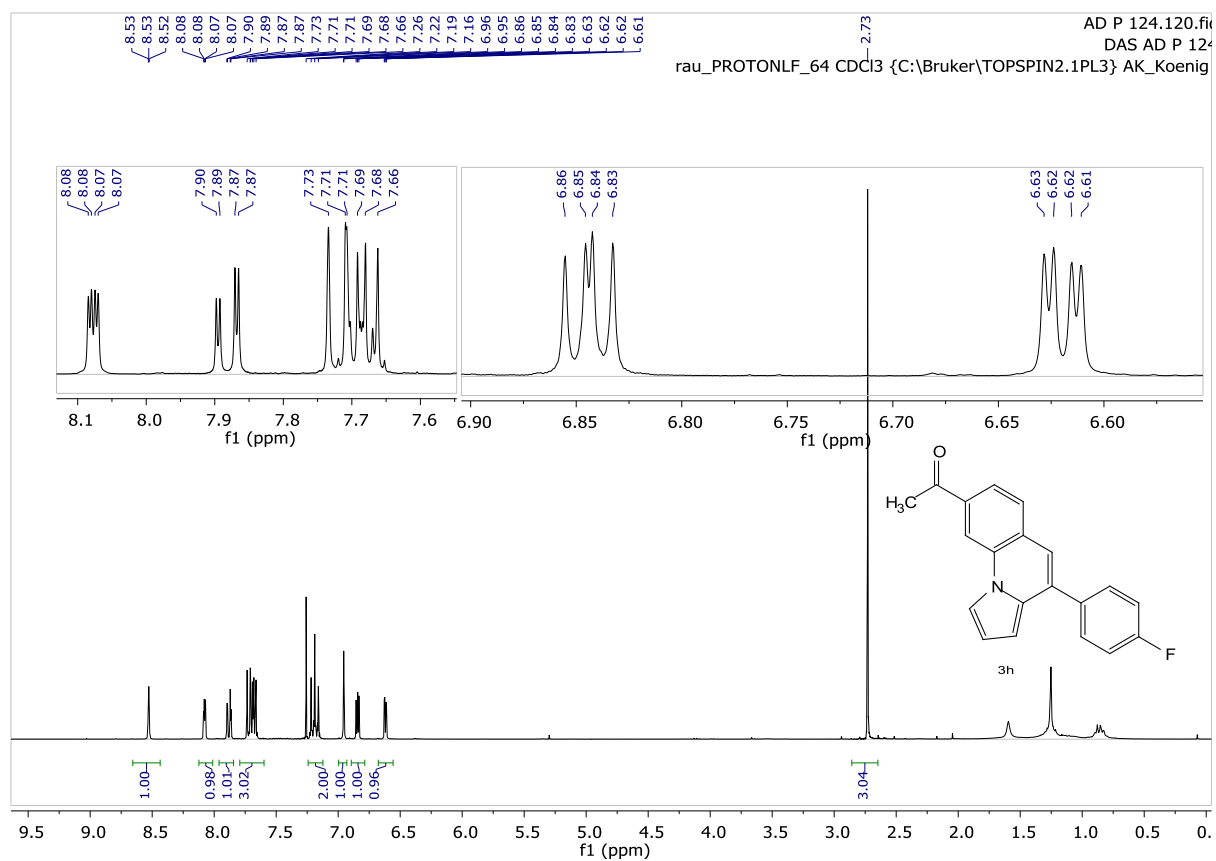 8.53 8.53 8.52 8.08 8.08 8.07 8.07 7.90 7.89 7.87 7.87 7.73 7.71 7.71 7.69 7.68 7.66 7.26 7.22 7.19 7.16 6.96 6.95 6.86 6.85 6.84 6.83 6.63 6.62 6.62 6.61 2.73
AD P 124.120.fi
DAS AD P 124
rau_PROTONLF_64 CDCl3 {C:\Bruker\TOPSPIN2.1PL3} AK_Koenig
8.08 8.08 8.07 8.07 7.90 7.89 7.87 7.87 7.73 7.71 7.71 7.69 7.68 7.66
8.1 8.0 7.9 7.8 7.7 7.6
f1 (ppm)
6.86 6.85 6.84 6.83 6.63 6.62 6.62 6.61
6.90 6.85 6.80 6.75 6.70 6.65 6.60
f1 (ppm)
O
H3C
N
F
3h
1.00 0.98 1.01 3.02 2.00 1.00 1.00 0.96 3.04
9.5 9.0 8.5 8.0 7.5 7.0 6.5 6.0 5.5 5.0 4.5 4.0 3.5 3.0 2.5 2.0 1.5 1.0 0.5 0.
f1 (ppm)